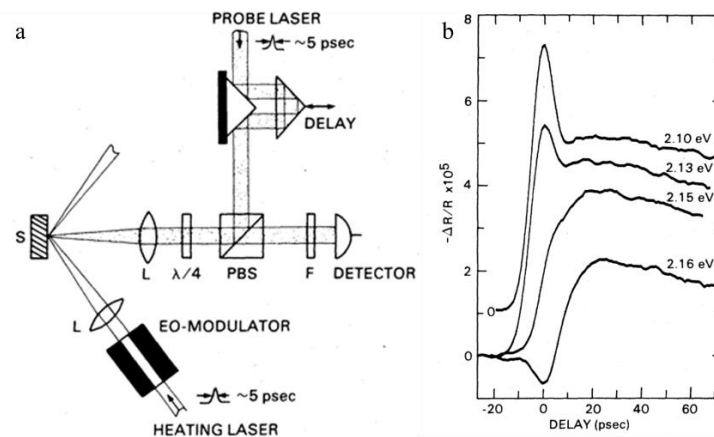 a
PROBE LASER
~5 psec
DELAY
S
L
λ/4
PBS
F
DETECTOR
L
EO-MODULATOR
~5 psec
HEATING LASER
b
-ΔR/R x10⁵
8
6
4
2
0
0
2.10 eV
2.13 eV
2.15 eV
2.16 eV
-20
0
20
40
60
DELAY (psec)